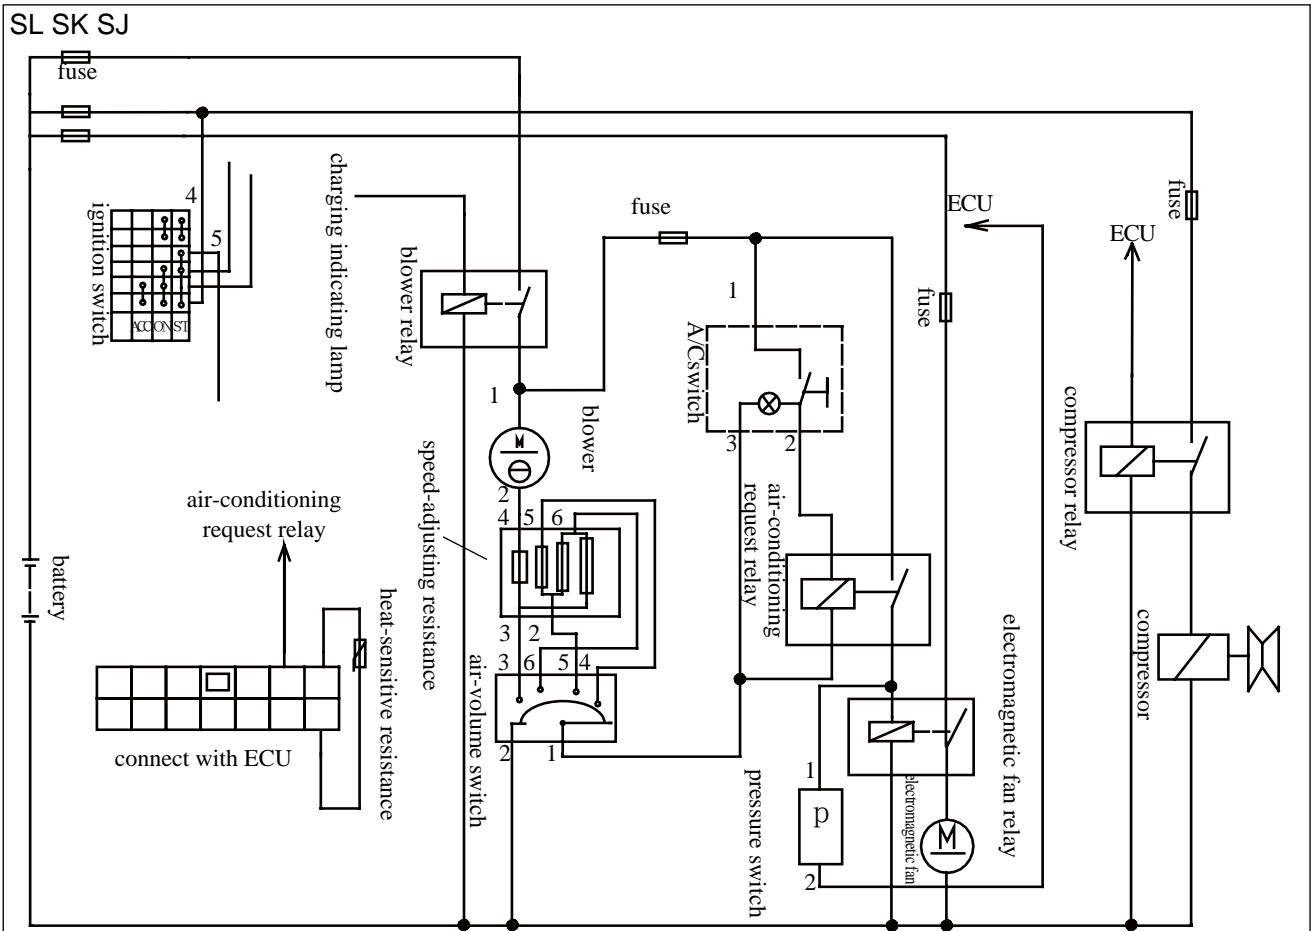 SL SK SJ
fuse
4
5
ignition switch
ACC ON ST
charging indicating lamp
blower relay
fuse
ECU
ECU
fuse
fuse
1
A/Cswitch
3
2
1
blower
M
2
speed-adjusting resistance
4 5 6
3 2
3 6 5 4
2 1
air-volume switch
air-conditioning
request relay
air-conditioning
request relay
battery
heat-sensitive resistance
connect with ECU
compressor relay
compressor
electromagnetic fan relay
electromagnetic fan
M
pressure switch
1
p
2